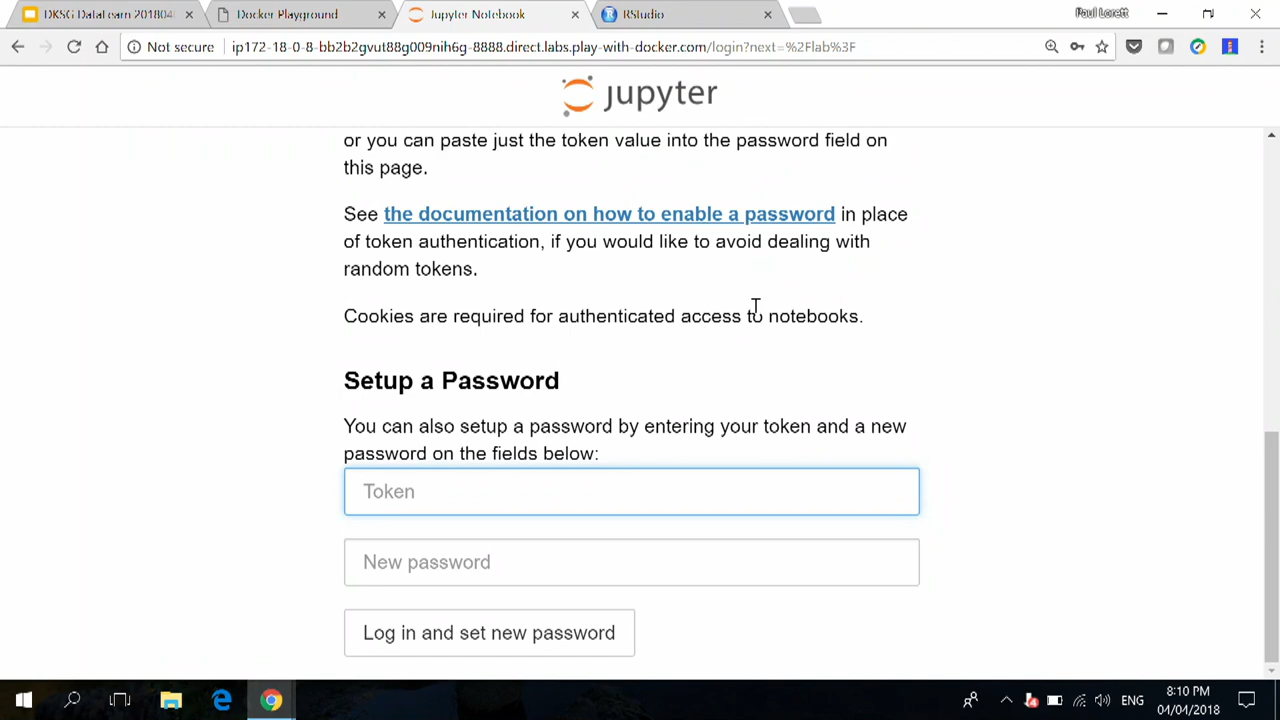 DKSG DataLearn 201804
Docker Playground
Jupyter Notebook
RStudio
Paul Lorett
Not secure
ip172-18-0-8-bb2b2gvut88g009nih6g-8888.direct.labs.play-with-docker.com/login?next=%2Flab%3F
jupyter
or you can paste just the token value into the password field on
this page.
See the documentation on how to enable a password in place
of token authentication, if you would like to avoid dealing with
random tokens.
Cookies are required for authenticated access to notebooks.
Setup a Password
You can also setup a password by entering your token and a new
password on the fields below:
Token
New password
Log in and set new password
ENG
8:10 PM
04/04/2018